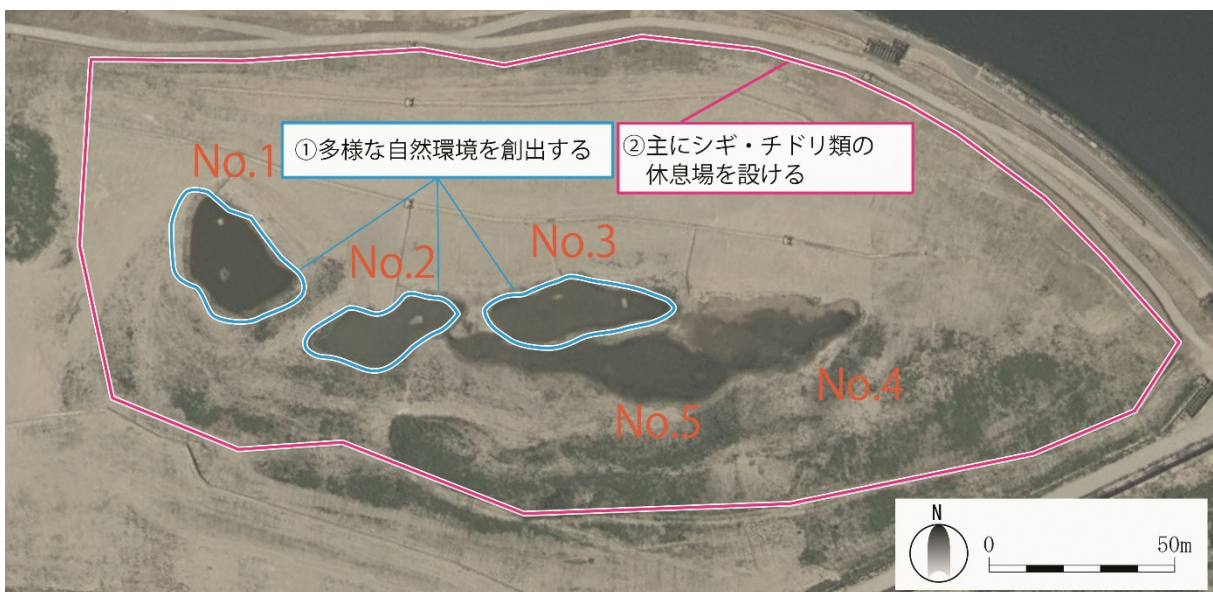 ①多様な自然環境を創出する
②主にシギ・チドリ類の
休息場を設ける
No.1
No.2
No.3
No.4
No.5
N
0
50m